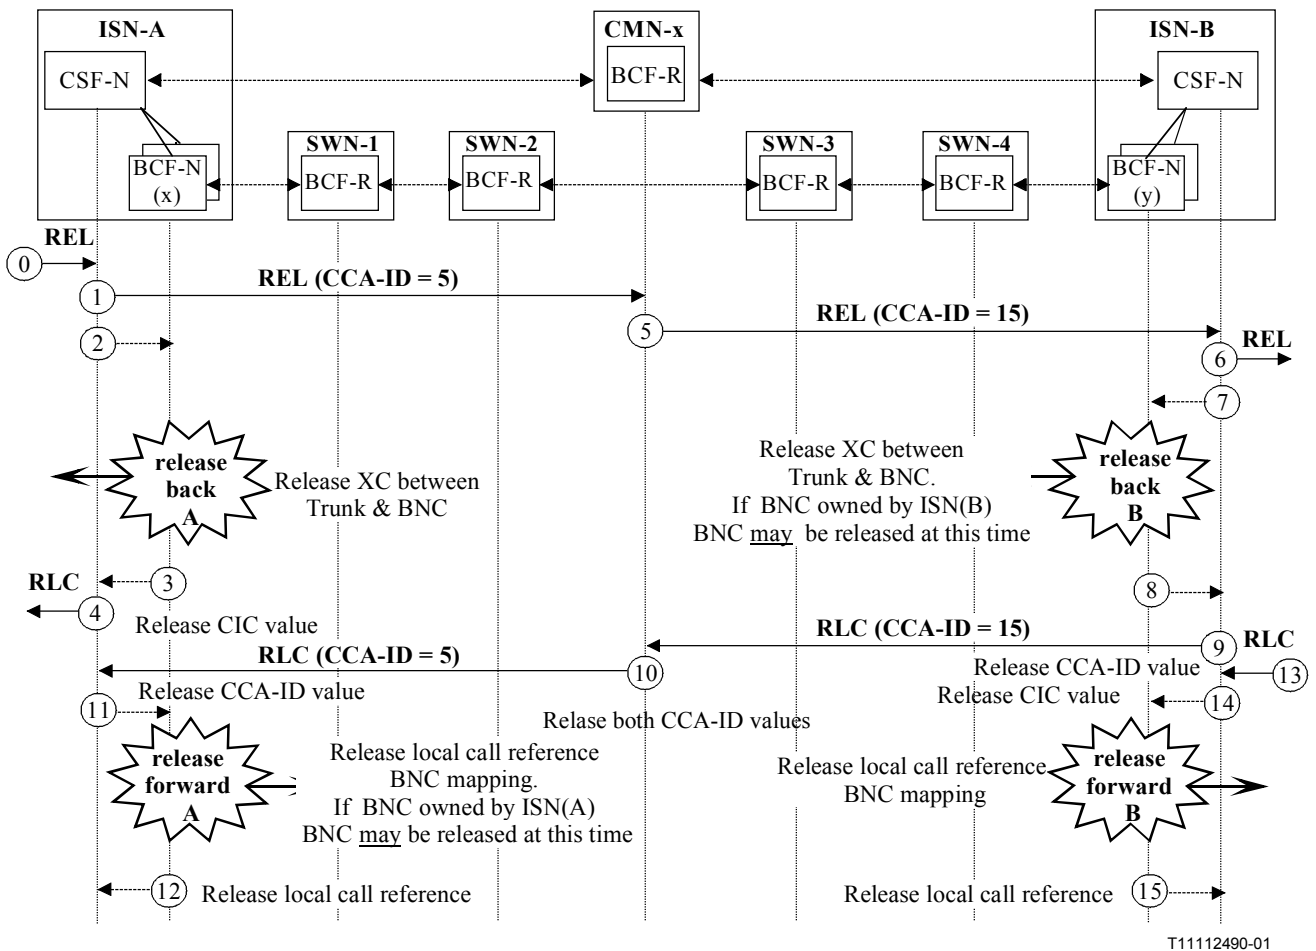 ISN-A
CMN-x
ISN-B
CSF-N
BCF-R
CSF-N
SWN-1
SWN-2
SWN-3
SWN-4
BCF-N
(x)
BCF-R
BCF-R
BCF-R
BCF-R
BCF-N
(y)
REL
0
REL (CCA-ID = 5)
1
REL (CCA-ID = 15)
5
REL
2
6
7
release
back
A
Release XC between
Trunk & BNC
Release XC between
Trunk & BNC.
If BNC owned by ISN(B)
BNC may be released at this time
release
back
B
RLC
3
8
4
Release CIC value
RLC (CCA-ID = 15)
9
RLC
RLC (CCA-ID = 5)
10
Release CCA-ID value
13
Release CCA-ID value
Release CIC value
14
11
Relase both CCA-ID values
release
forward
A
Release local call reference
BNC mapping.
If BNC owned by ISN(A)
BNC may be released at this time
Release local call reference
BNC mapping
release
forward
B
12
Release local call reference
Release local call reference
15
T11112490-01